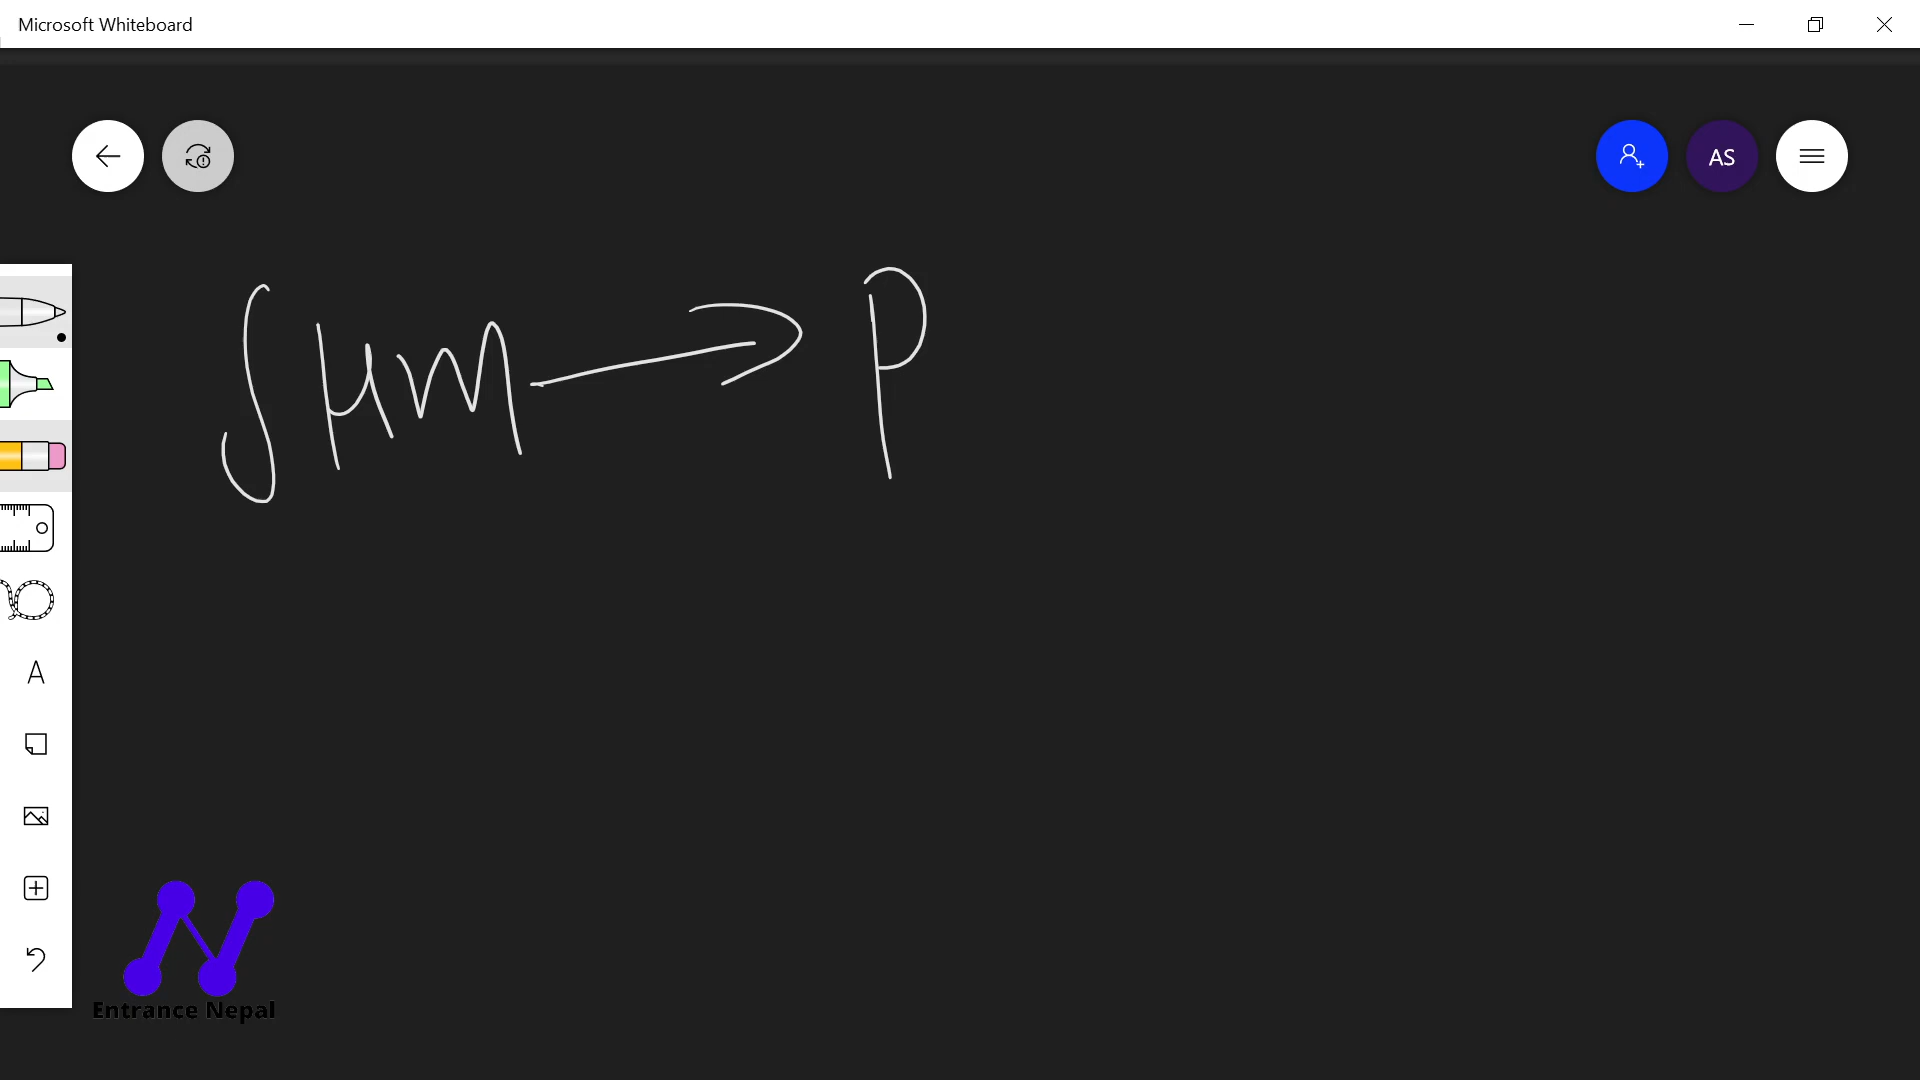 Microsoft Whiteboard
AS
SHM → P
A
Entrance Nepal